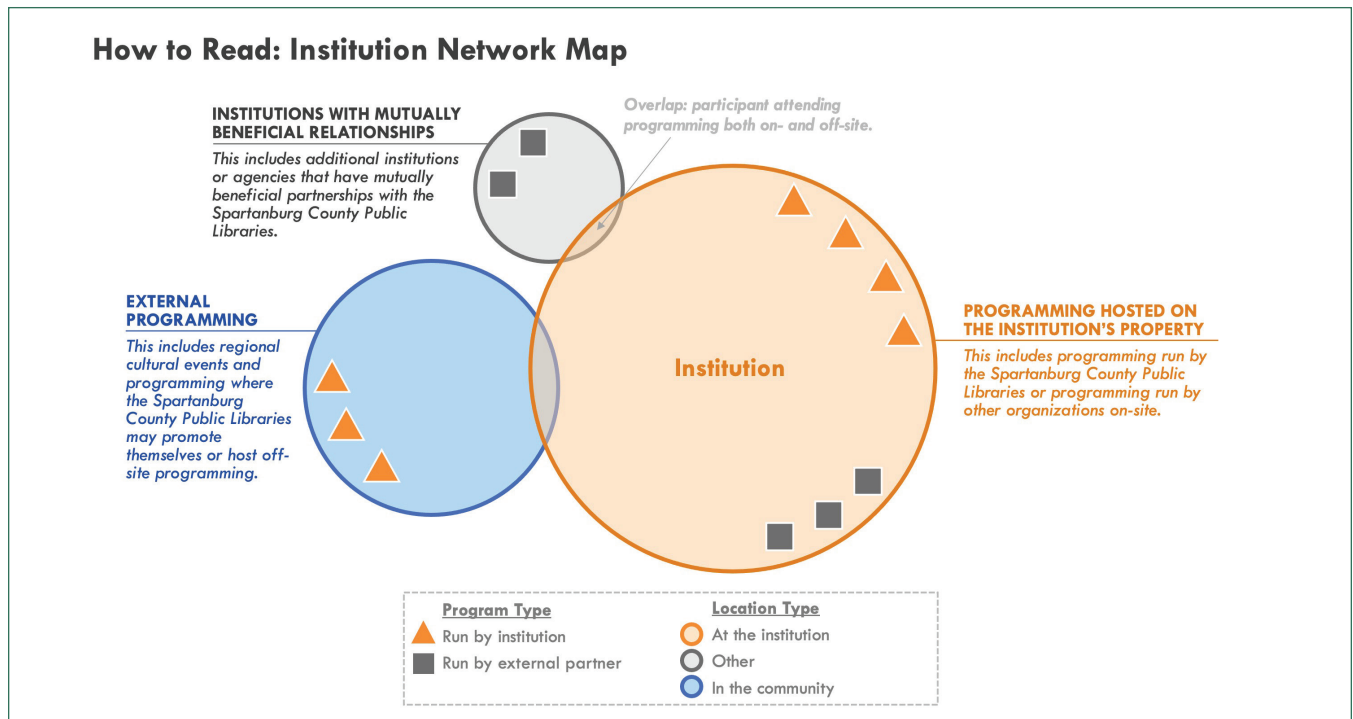 How to Read: Institution Network Map
INSTITUTIONS WITH MUTUALLY
BENEFICIAL RELATIONSHIPS
This includes additional institutions
or agencies that have mutually
beneficial partnerships with the
Spartanburg County Public
Libraries.
Overlap: participant attending
programming both on- and off-site.
EXTERNAL
PROGRAMMING
This includes regional
cultural events and
programming where
the Spartanburg
County Public Libraries
may promote
themselves or host off-
site programming.
Institution
PROGRAMMING HOSTED ON
THE INSTITUTION'S PROPERTY
This includes programming run by
the Spartanburg County Public
Libraries or programming run by
other organizations on-site.
Program Type
Run by institution
Run by external partner
Location Type
At the institution
Other
In the community